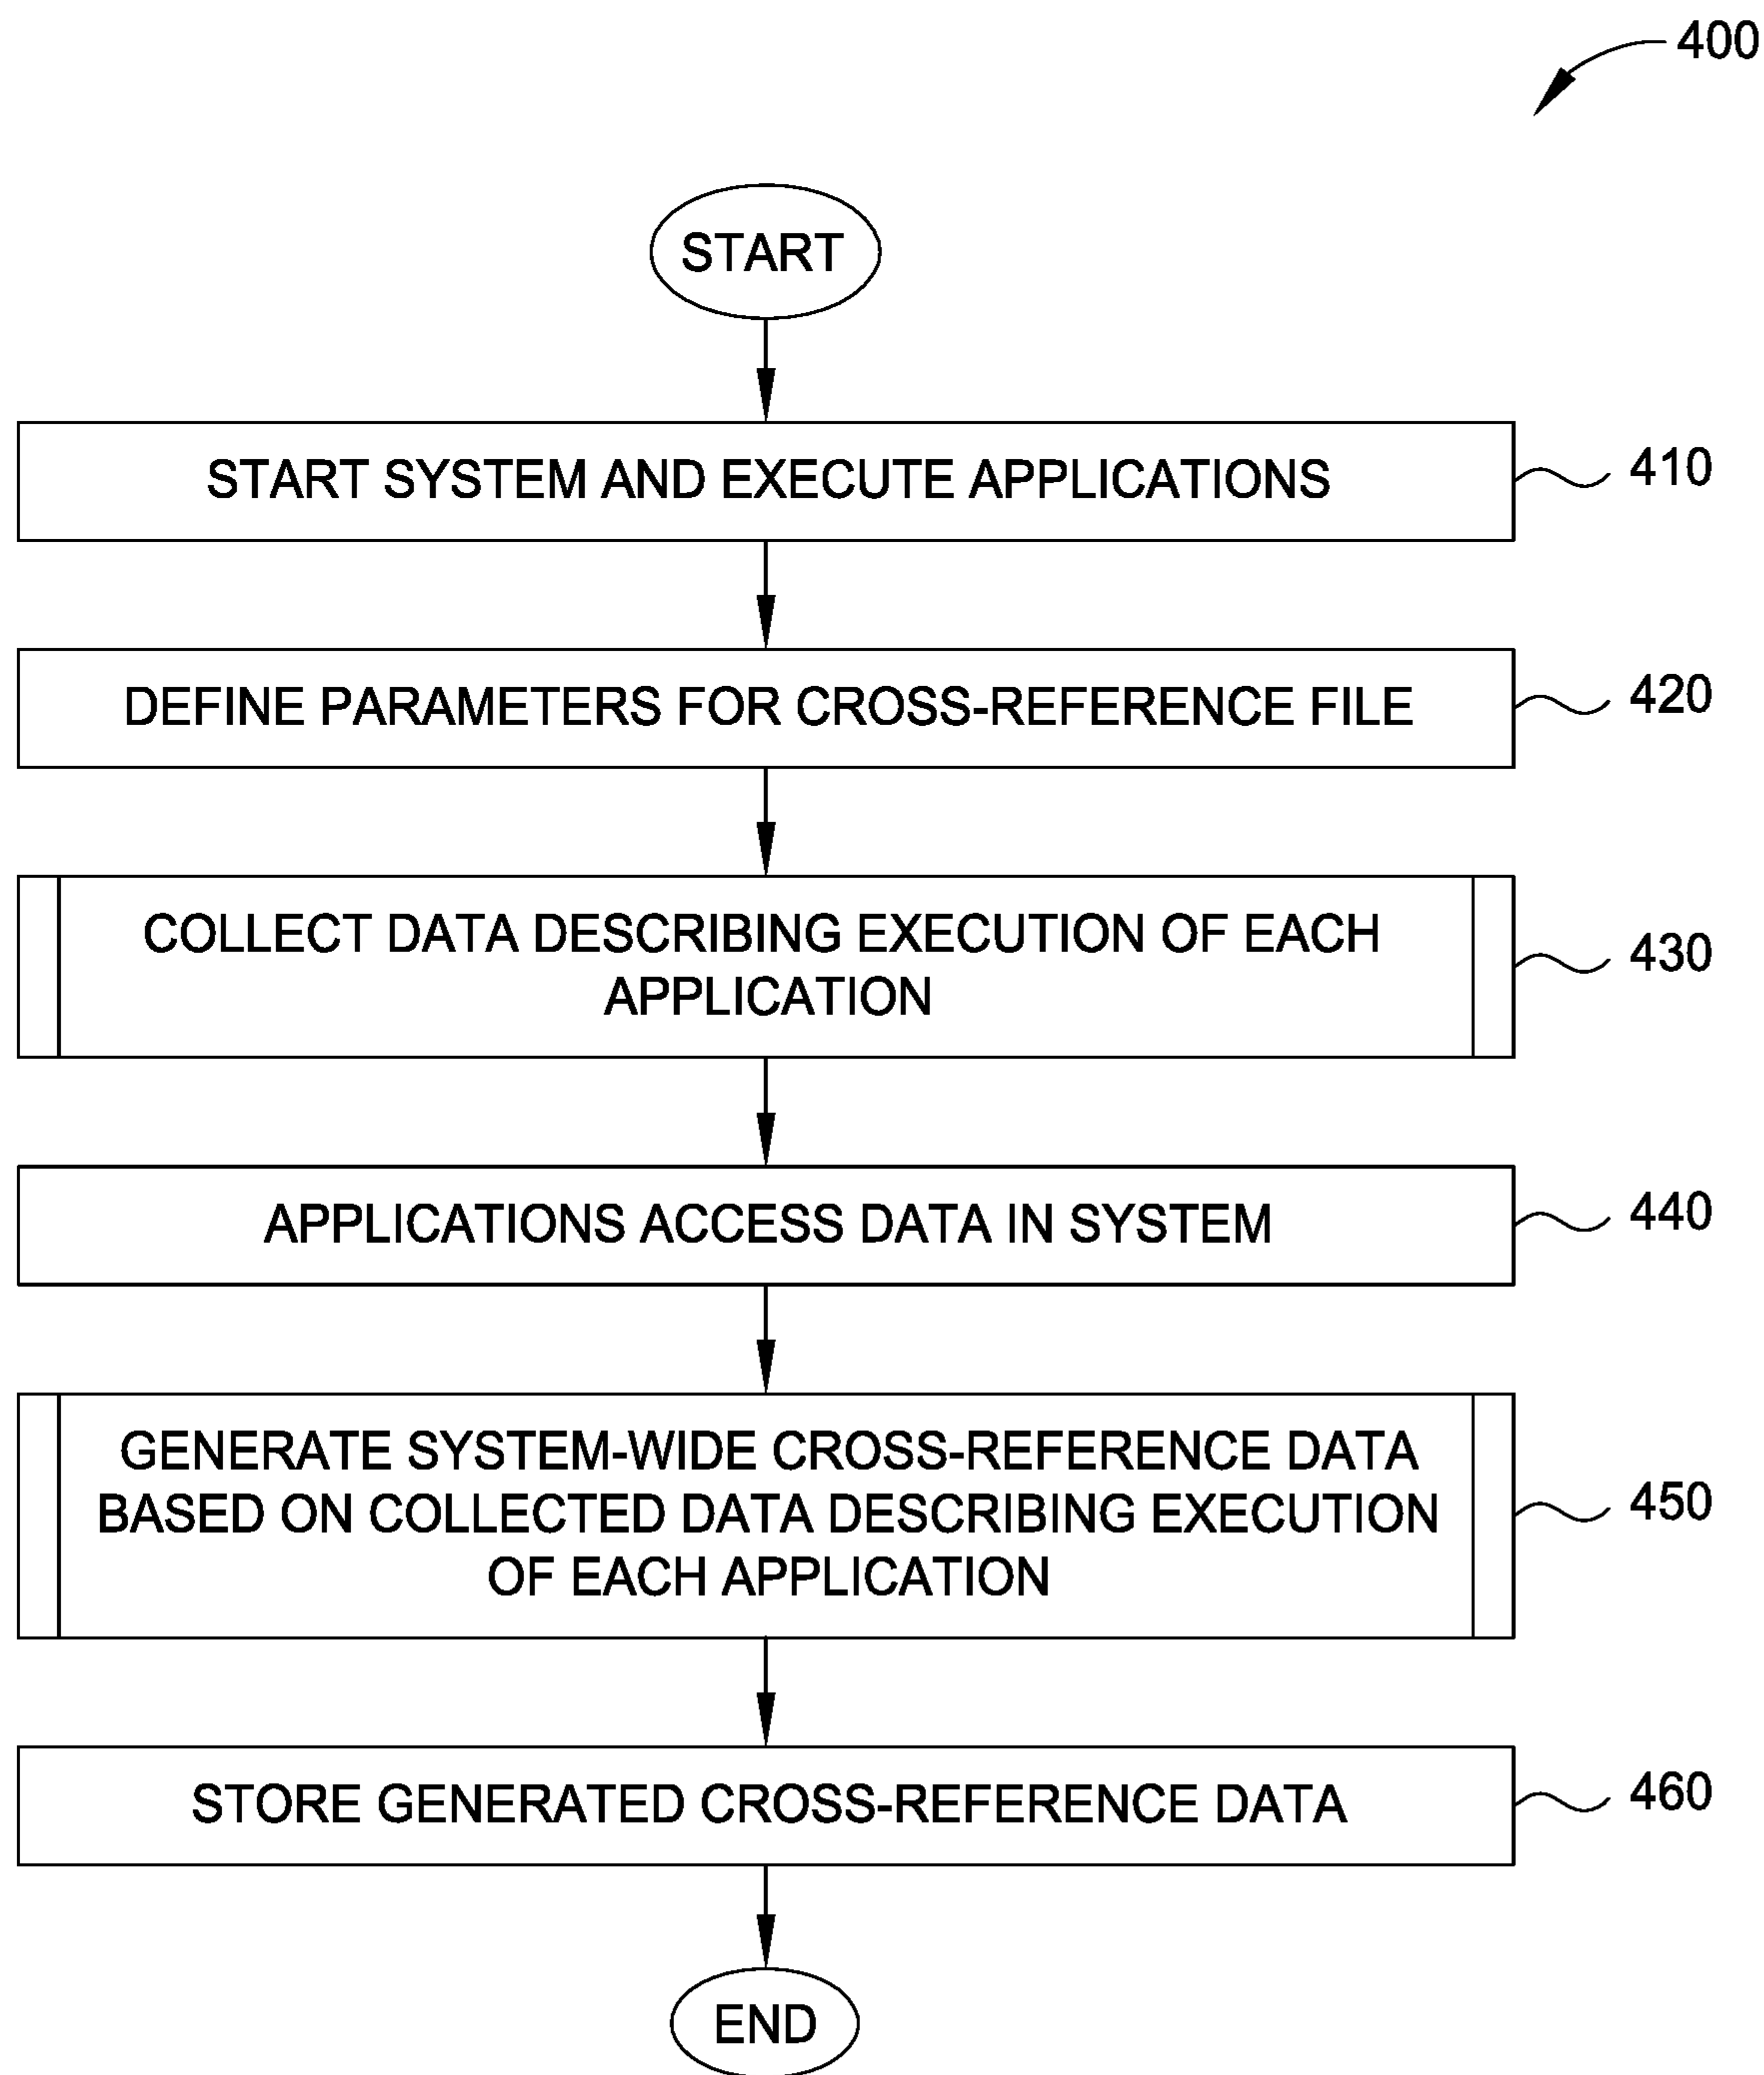 400
START
START SYSTEM AND EXECUTE APPLICATIONS
410
DEFINE PARAMETERS FOR CROSS-REFERENCE FILE
420
COLLECT DATA DESCRIBING EXECUTION OF EACH
APPLICATION
430
APPLICATIONS ACCESS DATA IN SYSTEM
440
GENERATE SYSTEM-WIDE CROSS-REFERENCE DATA
BASED ON COLLECTED DATA DESCRIBING EXECUTION
OF EACH APPLICATION
450
STORE GENERATED CROSS-REFERENCE DATA
460
END